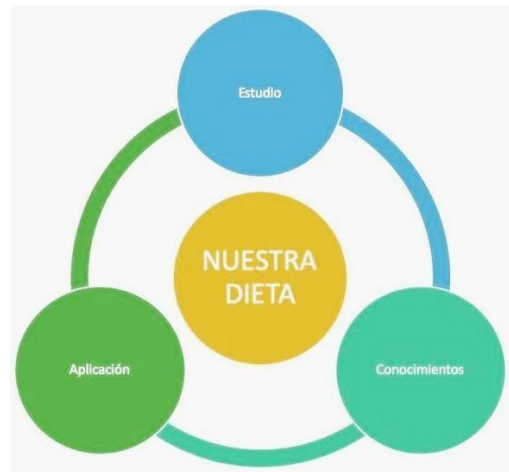 Estudio
NUESTRA
DIETA
Aplicación
Conocimientos